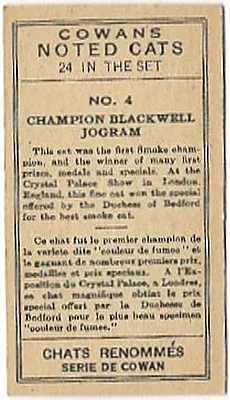 COWANS
NOTED CATS
24 IN THE SET
NO. 4
CHAMPION BLACKWELL
JOGRAM
This cat was the first Smoke cham-
pion, and the winner of many first
prizes, medals and specials. At the
Crystal Palace Show in London,
England, this fine cat won the special
offered by the Duchess of Bedford
for the best smoke cat.
Ce chat fut le premier champion de
la variete dite "couleur de fumee" et
le gagnant de nombreux premiers prix,
medailles et prix speciaux. A l'Expo-
sition du Crystal Palace, a Londres,
ce chat magnifique obtiat le prix
special offert par la Duchesse de
Bedford pour le plus beau specimen
"couleur de fumee."
CHATS RENOMMÉS
SERIE DE COWAN